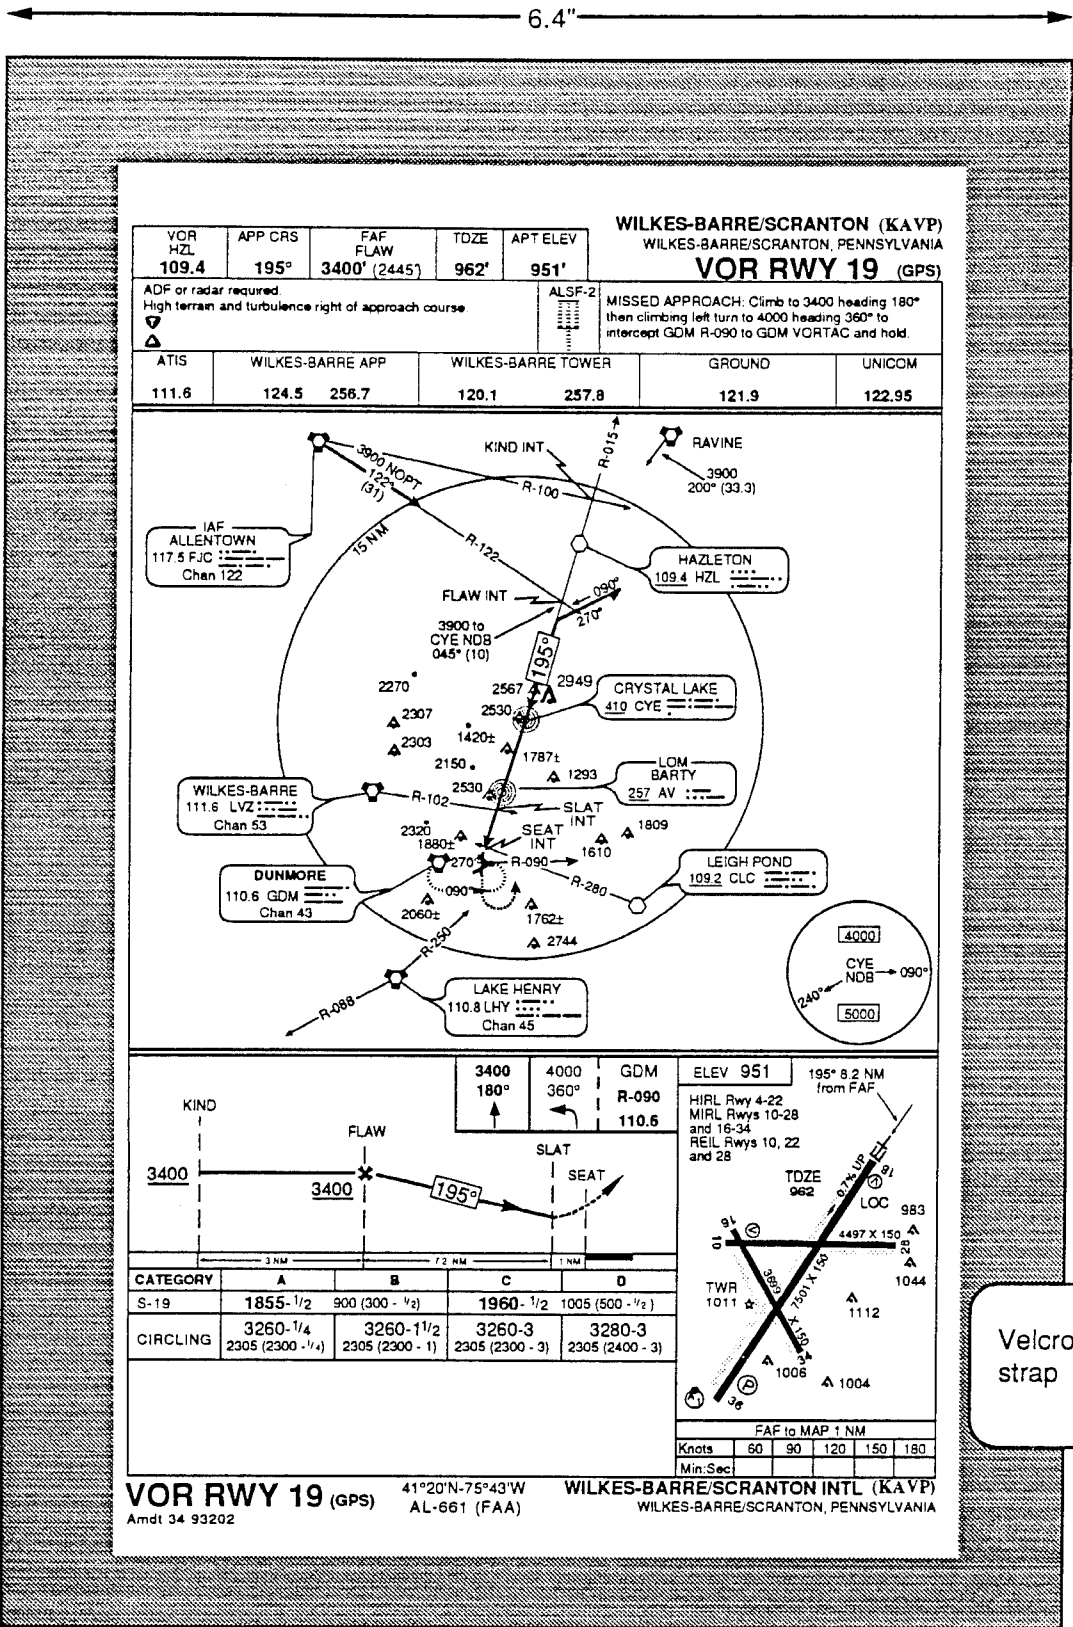 6.4"
WILKES-BARRE/SCRANTON (KAVP)
WILKES-BARRE/SCRANTON, PENNSYLVANIA
VOR RWY 19 (GPS)
VOR HZL 109.4
APP CRS 195°
FAF FLAW 3400' (2445')
TDZE 962'
APT ELEV 951'
ADF or radar required.
High terrain and turbulence right of approach course.
T
A
ALSF-2
MISSED APPROACH: Climb to 3400 heading 180°
then climbing left turn to 4000 heading 360° to
intercept GDM R-090 to GDM VORTAC and hold.
ATIS
111.6
WILKES-BARRE APP
124.5 256.7
WILKES-BARRE TOWER
120.1 257.8
GROUND
121.9
UNICOM
122.95
KIND INT
R-015
RAVINE
3900
200° (33.3)
3900 NOPT
122°
(31)
R-100
15 NM
R-122
IAF
ALLENTOWN
117.5 FJC
Chan 122
HAZLETON
109.4 HZL
FLAW INT
090°
270°
3900 to
CYE NDB
045° (10)
195°
2270
2567
2949
CRYSTAL LAKE
410 CYE
2307
2530
2303
1420±
1787±
2150
1293
LOM
BARTY
257 AV
2530
WILKES-BARRE
111.6 LVZ
Chan 53
R-102
SLAT
INT
SEAT
INT
2320
1880±
1809
1610
270°
R-090
LEIGH POND
109.2 CLC
DUNMORE
110.6 GDM
Chan 43
090°
R-280
2060±
1762±
2744
R-250
LAKE HENRY
110.8 LHY
Chan 45
R-088
4000
CYE
NDB
090°
240°
5000
3400
180°
4000
360°
GDM
R-090
110.6
KIND
FLAW
SLAT
SEAT
3400
3400
195°
3 NM
7.2 NM
1 NM
CATEGORY A B C D
S-19 1855-1/2 900 (300 - 1/2) 1960-1/2 1005 (500 - 1/2)
CIRCLING 3260-1/4 3260-11/2 3260-3 3280-3
2305 (2300 - 1/4) 2305 (2300 - 1) 2305 (2300 - 3) 2305 (2400 - 3)
ELEV 951
195° 8.2 NM
from FAF
HIRL Rwy 4-22
MIRL Rwys 10-28
and 16-34
REIL Rwys 10, 22
and 28
TDZE
962
0.7% UP
18
V
LOC
983
16
V
10
4497 X 150
28
1044
3699 X 150
7501 X 150
TWR
1011
1112
34
1006
1004
P
36
FAF to MAP 1 NM
Knots 60 90 120 150 180
Min:Sec
VOR RWY 19 (GPS)
Amdt 34 93202
41°20'N-75°43'W
AL-661 (FAA)
WILKES-BARRE/SCRANTON INTL (KAVP)
WILKES-BARRE/SCRANTON, PENNSYLVANIA
Velcro
strap